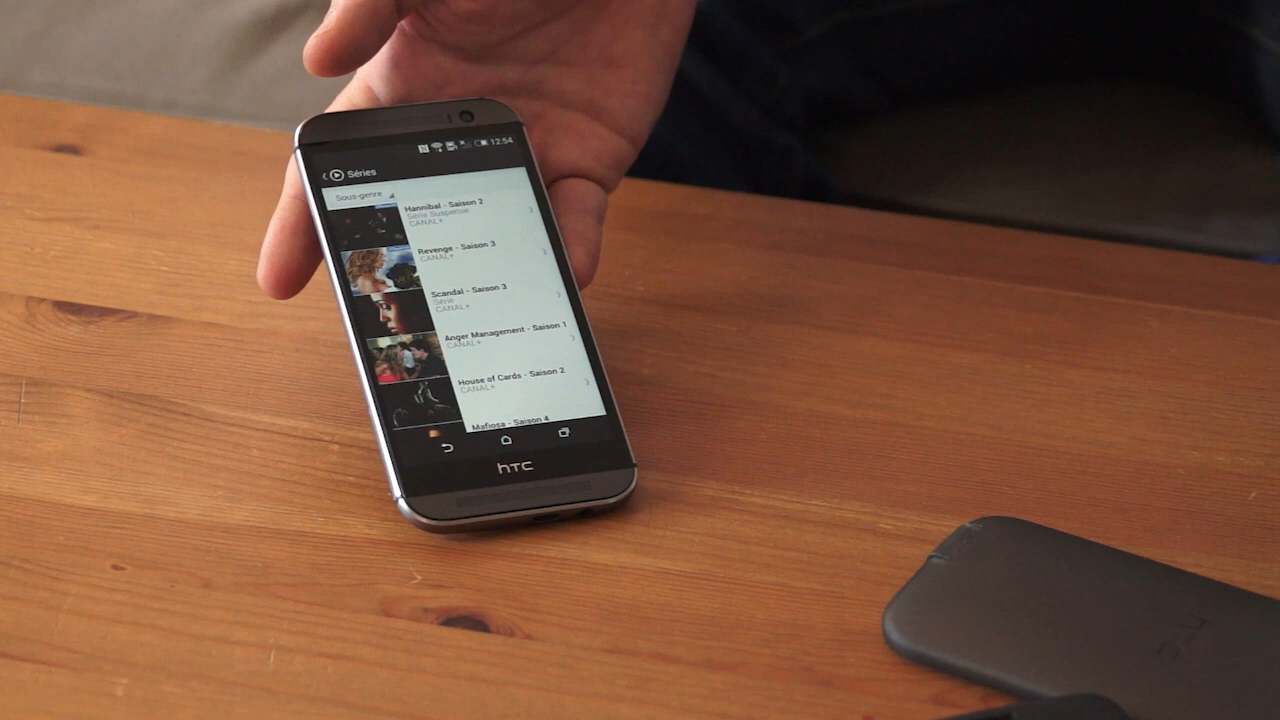 12:54
Séries
Sous-genre
Hannibal - Saison 2
Série Suspense
CANAL+
Revenge - Saison 3
CANAL+
Scandal - Saison 3
Série
CANAL+
Anger Management - Saison 1
CANAL+
House of Cards - Saison 2
CANAL+
Mafiosa - Saison 4
hTC
hTC